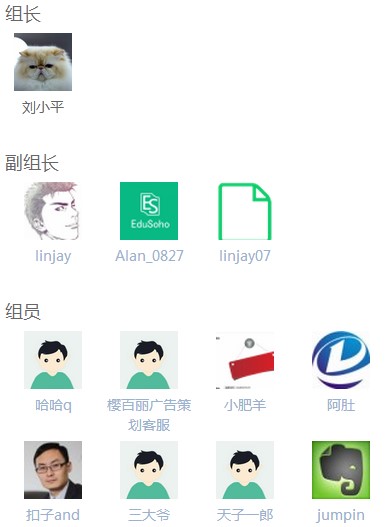 组长
刘小平
副组长
ES
EduSoho
linjay
Alan_0827
linjay07
组员
哈哈q
樱百丽广告策
划客服
小肥羊
阿肚
扣子and
三大爷
天子一郎
jumpin